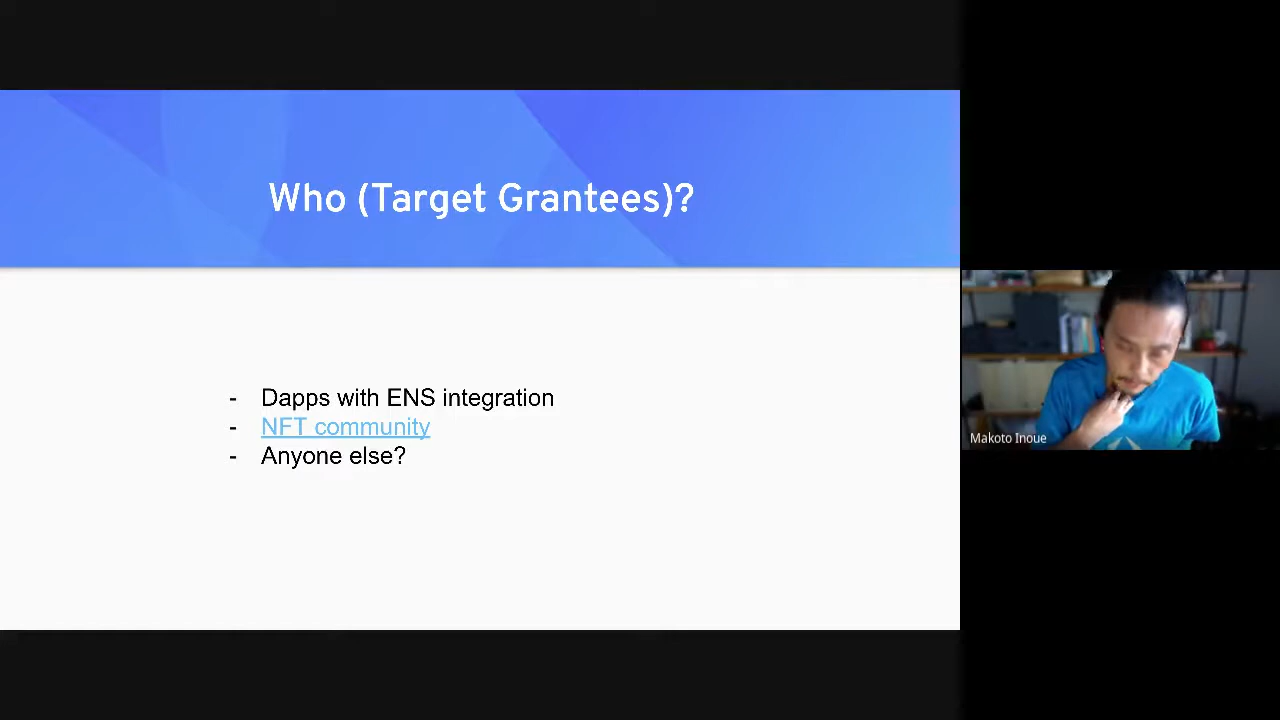 Who (Target Grantees)?
- Dapps with ENS integration
- NFT community
- Anyone else?
Makoto Inoue